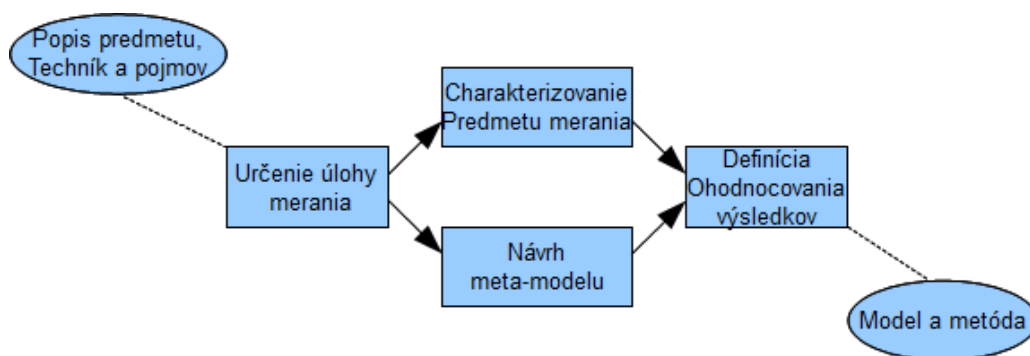 Popis predmetu,
Techník a pojmov
Určenie úlohy
merania
Charakterizovanie
Predmetu merania
Návrh
meta-modelu
Definícia
Ohodnocovania
výsledkov
Model a metóda